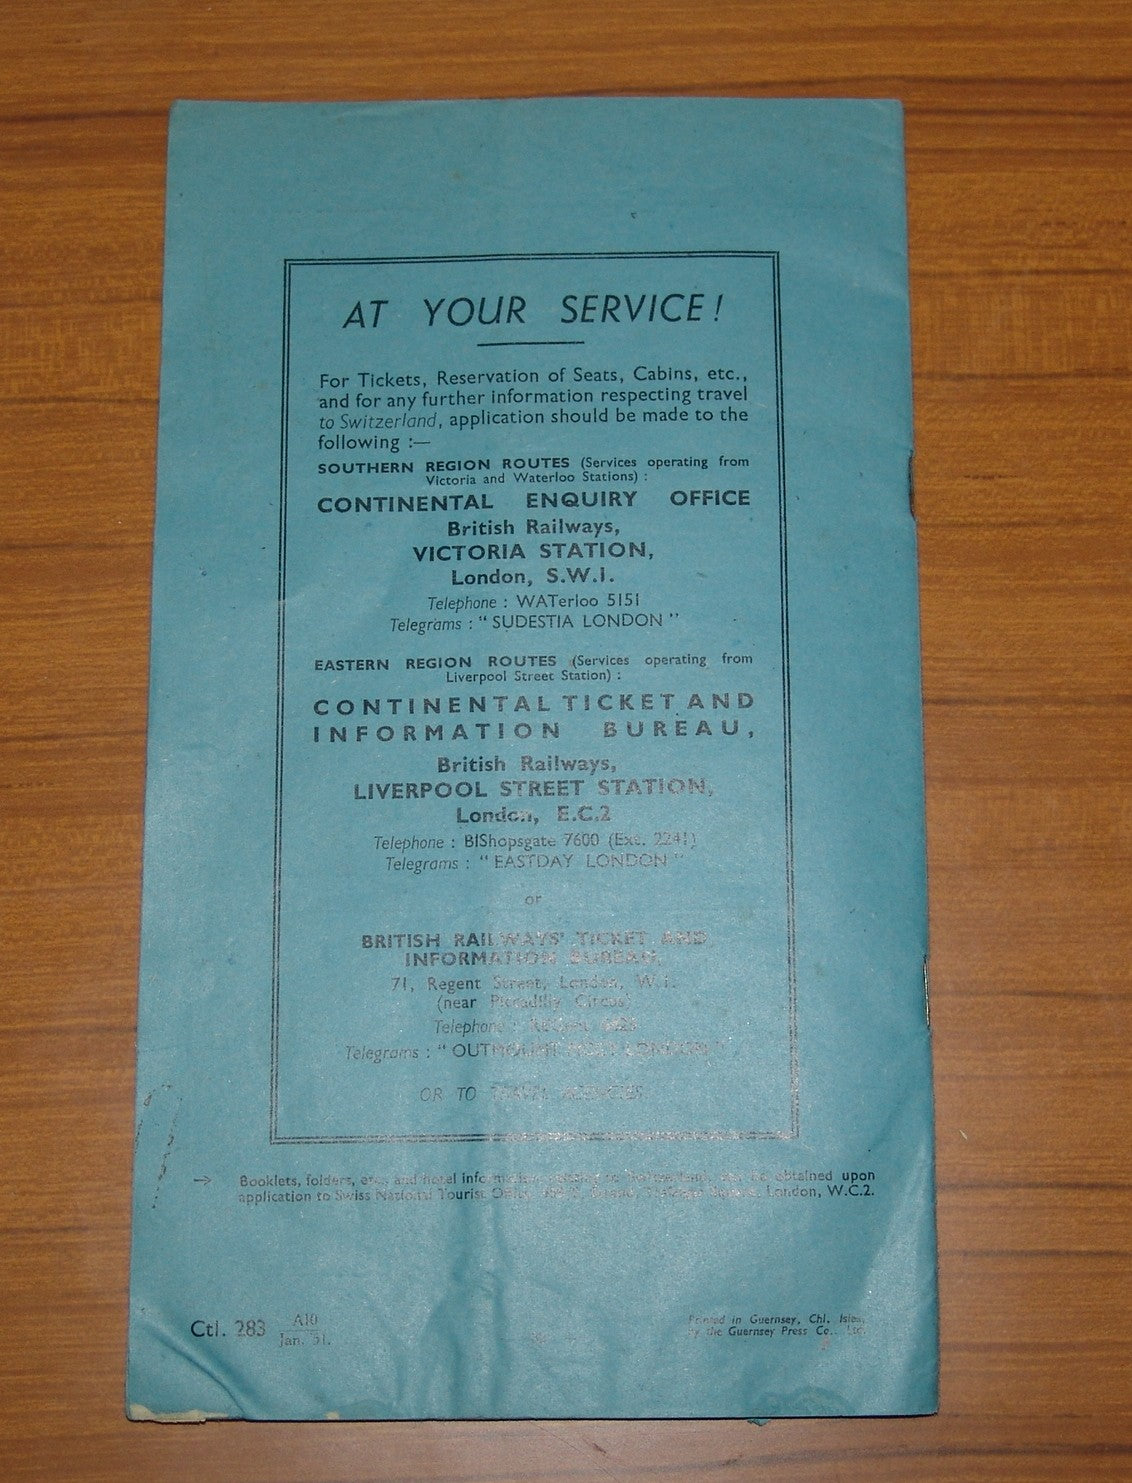 AT YOUR SERVICE!
For Tickets, Reservation of Seats, Cabins, etc.,
and for any further information respecting travel
to Switzerland, application should be made to the
following :—
SOUTHERN REGION ROUTES (Services operating from
Victoria and Waterloo Stations) :
CONTINENTAL ENQUIRY OFFICE
British Railways,
VICTORIA STATION,
London, S.W.1.
Telephone : WATerloo 5151
Telegrams : “ SUDESTIA LONDON ”
EASTERN REGION ROUTES (Services operating from
Liverpool Street Station) :
CONTINENTAL TICKET AND
INFORMATION BUREAU,
British Railways,
LIVERPOOL STREET STATION,
London, E.C.2
Telephone : BIShopsgate 7600 (Ext. 2241)
Telegrams : “ EASTDAY LONDON ”
or
BRITISH RAILWAYS' TICKET AND
INFORMATION BUREAU,
71, Regent Street, London, W.1.
(near Piccadilly Circus)
Telephone :
Telegrams : LONDON ”
OR TO TRAVEL AGENCIES
→ Booklets, folders, etc., and hotel information obtained upon
application to Swiss National Tourist London, W.C.2.
Ctl. 283 A10
Jan. 51.
Printed in Guernsey, Chl. Isles,
by the Guernsey Press Co., Ltd.